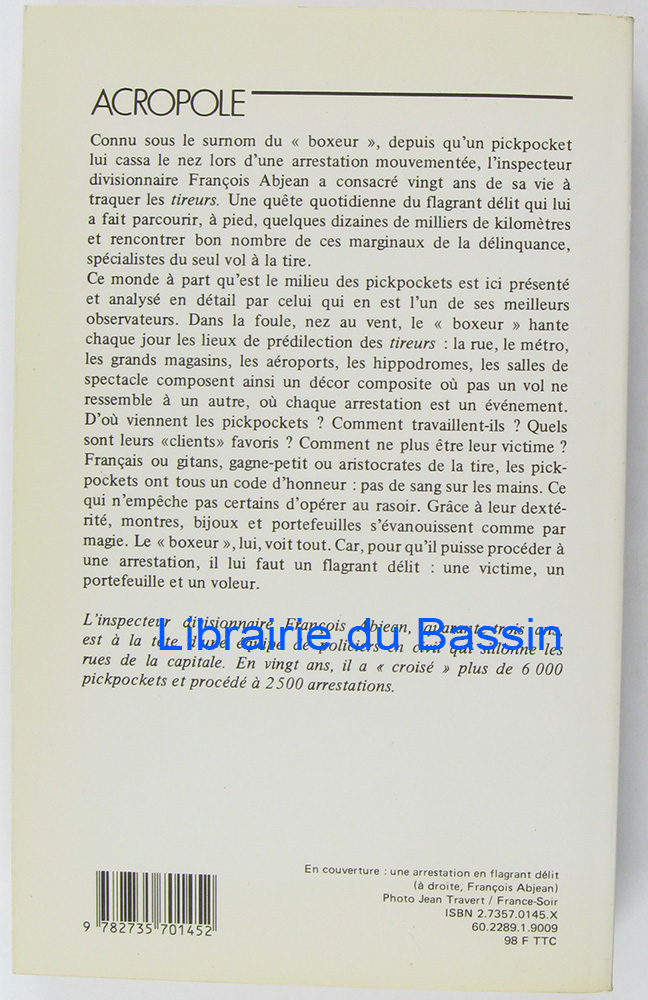 ACROPOLE
Connu sous le surnom du « boxeur », depuis qu'un pickpocket
lui cassa le nez lors d'une arrestation mouvementée, l'inspecteur
divisionnaire François Abjean a consacré vingt ans de sa vie à
traquer les tireurs. Une quête quotidienne du flagrant délit qui lui
a fait parcourir, à pied, quelques dizaines de milliers de kilomètres
et rencontrer bon nombre de ces marginaux de la délinquance,
spécialistes du seul vol à la tire.
Ce monde à part qu'est le milieu des pickpockets est ici présenté
et analysé en détail par celui qui en est l'un de ses meilleurs
observateurs. Dans la foule, nez au vent, le « boxeur » hante
chaque jour les lieux de prédilection des tireurs : la rue, le métro,
les grands magasins, les aéroports, les hippodromes, les salles de
spectacle composent ainsi un décor composite où pas un vol ne
ressemble à un autre, où chaque arrestation est un événement.
D'où viennent les pickpockets ? Comment travaillent-ils ? Quels
sont leurs «clients» favoris ? Comment ne plus être leur victime ?
Français ou gitans, gagne-petit ou aristocrates de la tire, les pick-
pockets ont tous un code d'honneur : pas de sang sur les mains. Ce
qui n'empêche pas certains d'opérer au rasoir. Grâce à leur dexté-
rité, montres, bijoux et portefeuilles s'évanouissent comme par
magie. Le « boxeur », lui, voit tout. Car, pour qu'il puisse procéder à
une arrestation, il lui faut un flagrant délit : une victime, un
portefeuille et un voleur.
L'inspecteur divisionnaire François Abjean, quarante-trois ans,
Librairie du Bassin
est à la tête d'une équipe de policiers en civil qui sillonne les
rues de la capitale. En vingt ans, il a « croisé » plus de 6 000
pickpockets et procédé à 2500 arrestations.
En couverture : une arrestation en flagrant délit
(à droite, François Abjean)
Photo Jean Travert / France-Soir
ISBN 2.7357.0145.X
60.2289.1.9009
98 F TTC
9 782735 701452